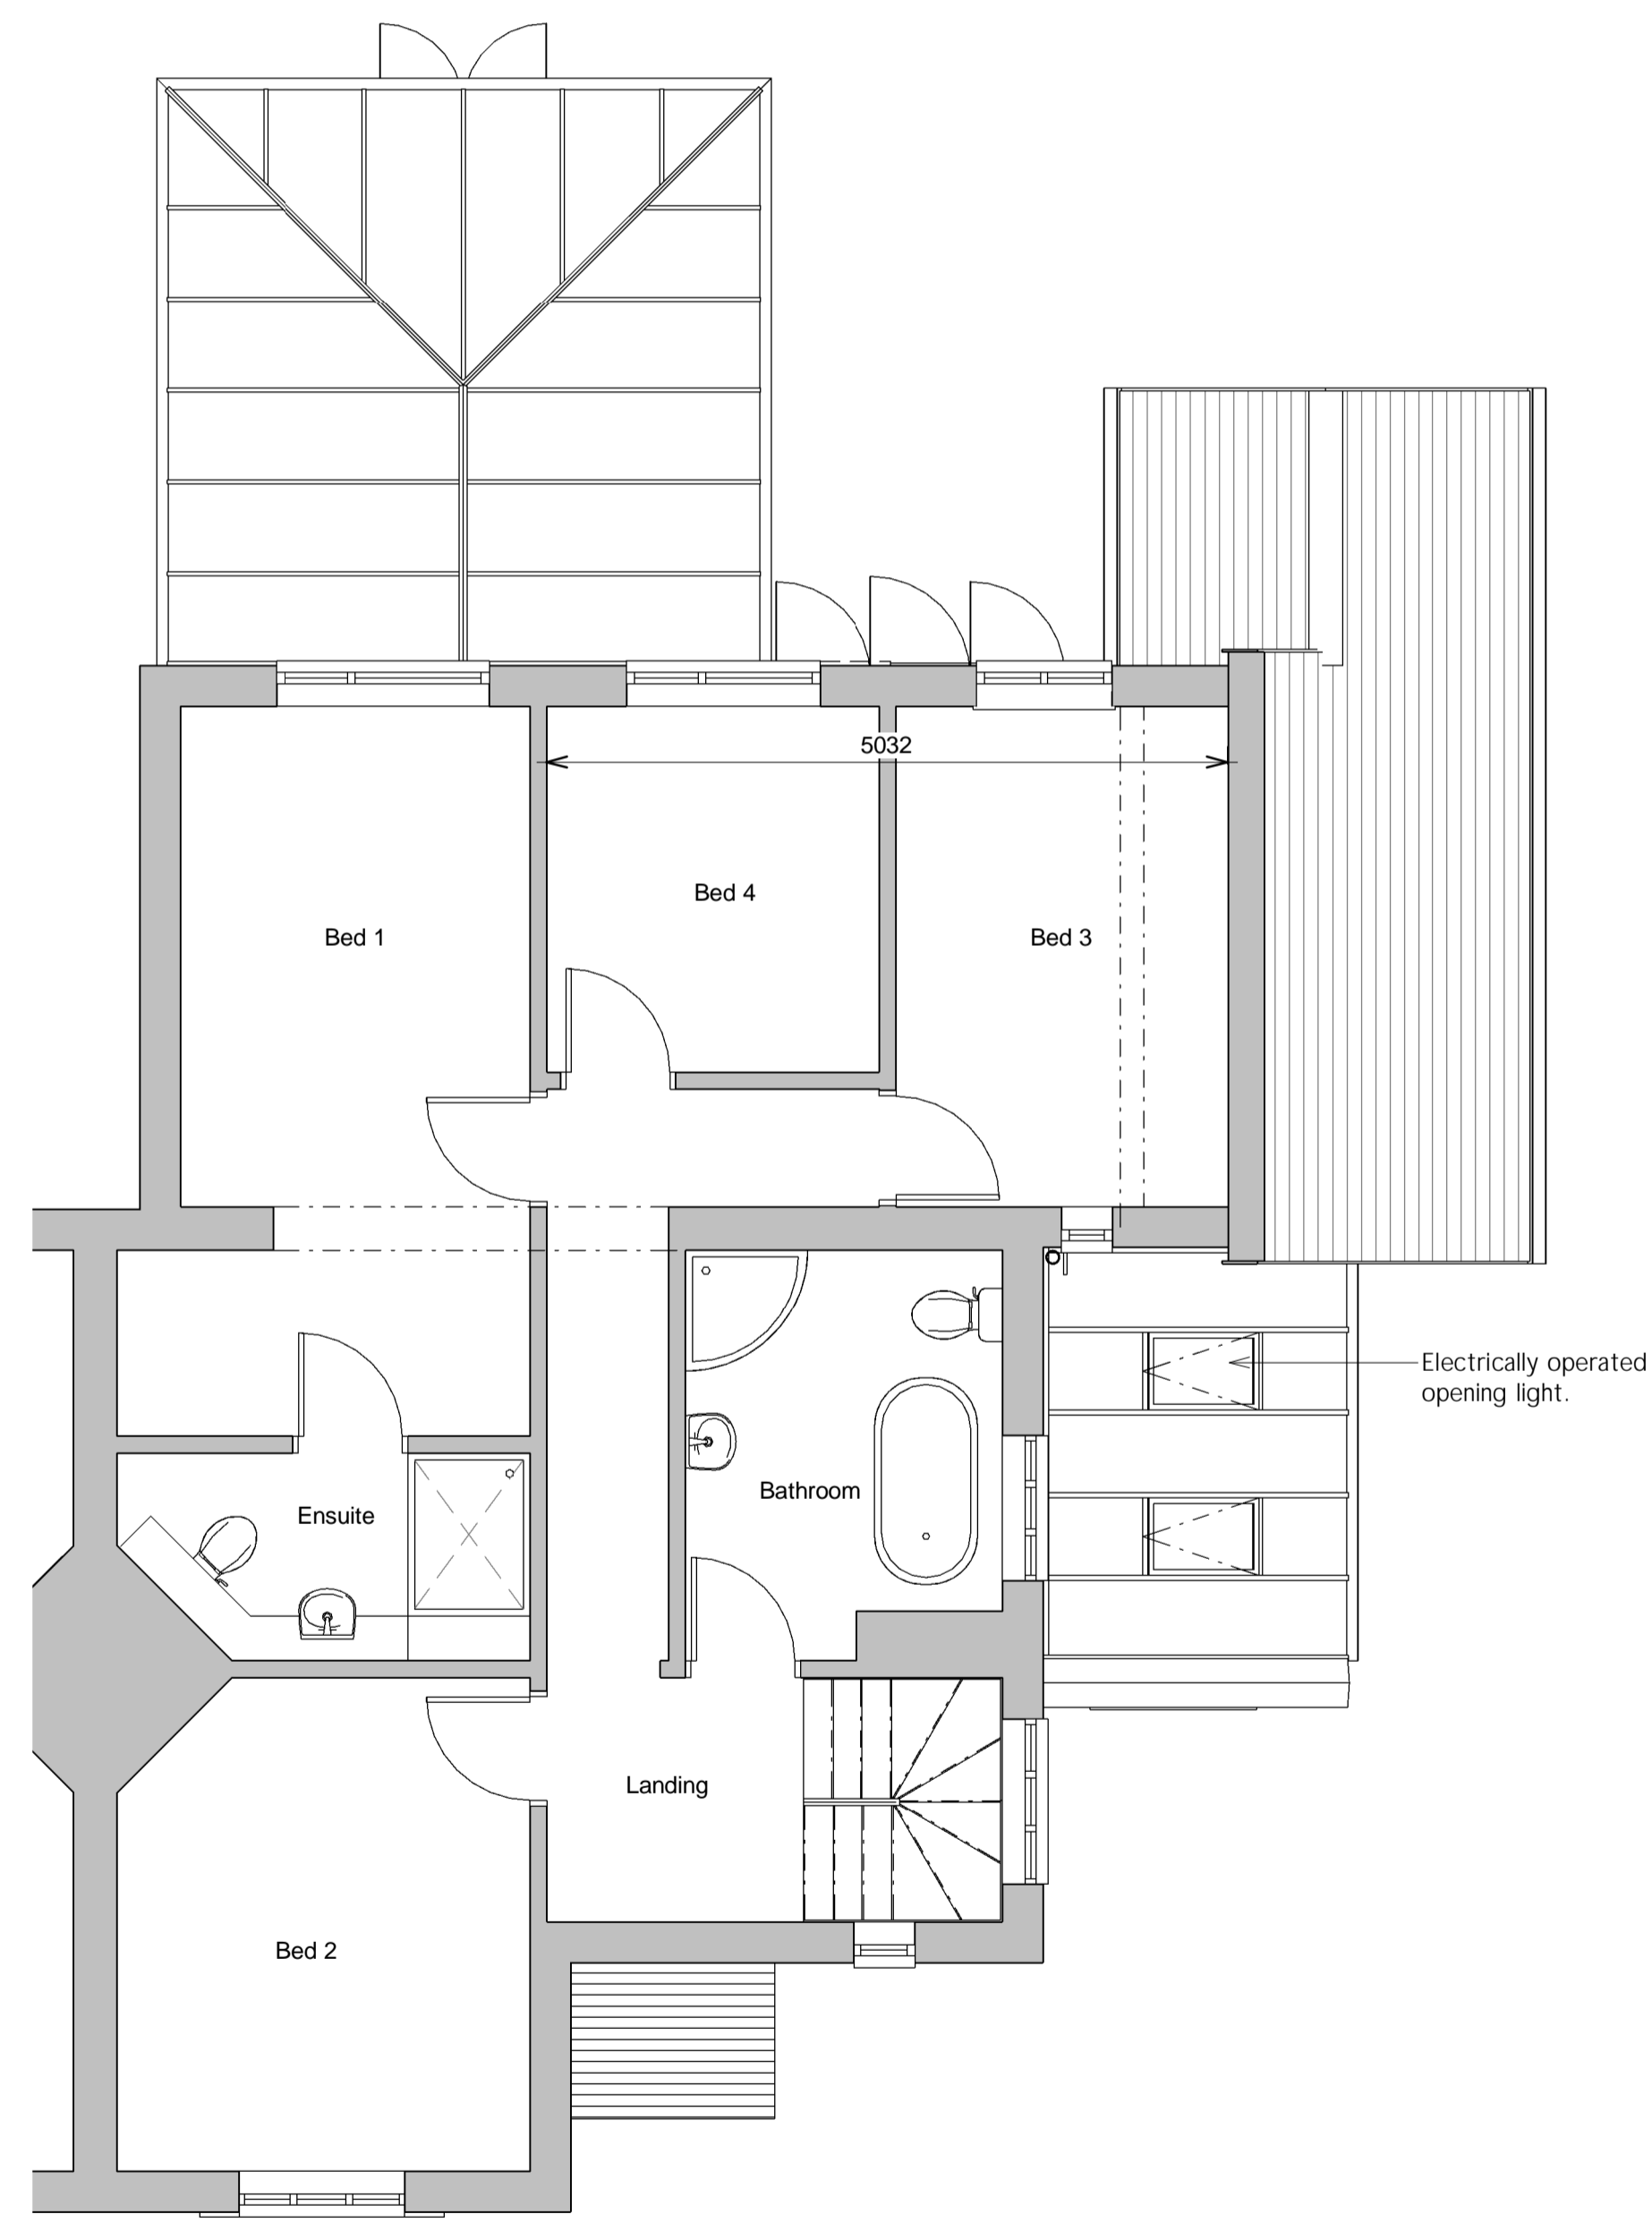 5032
Bed 4
Bed 1
Bed 3
Electrically operated
opening light.
Bathroom
Ensuite
Landing
Bed 2